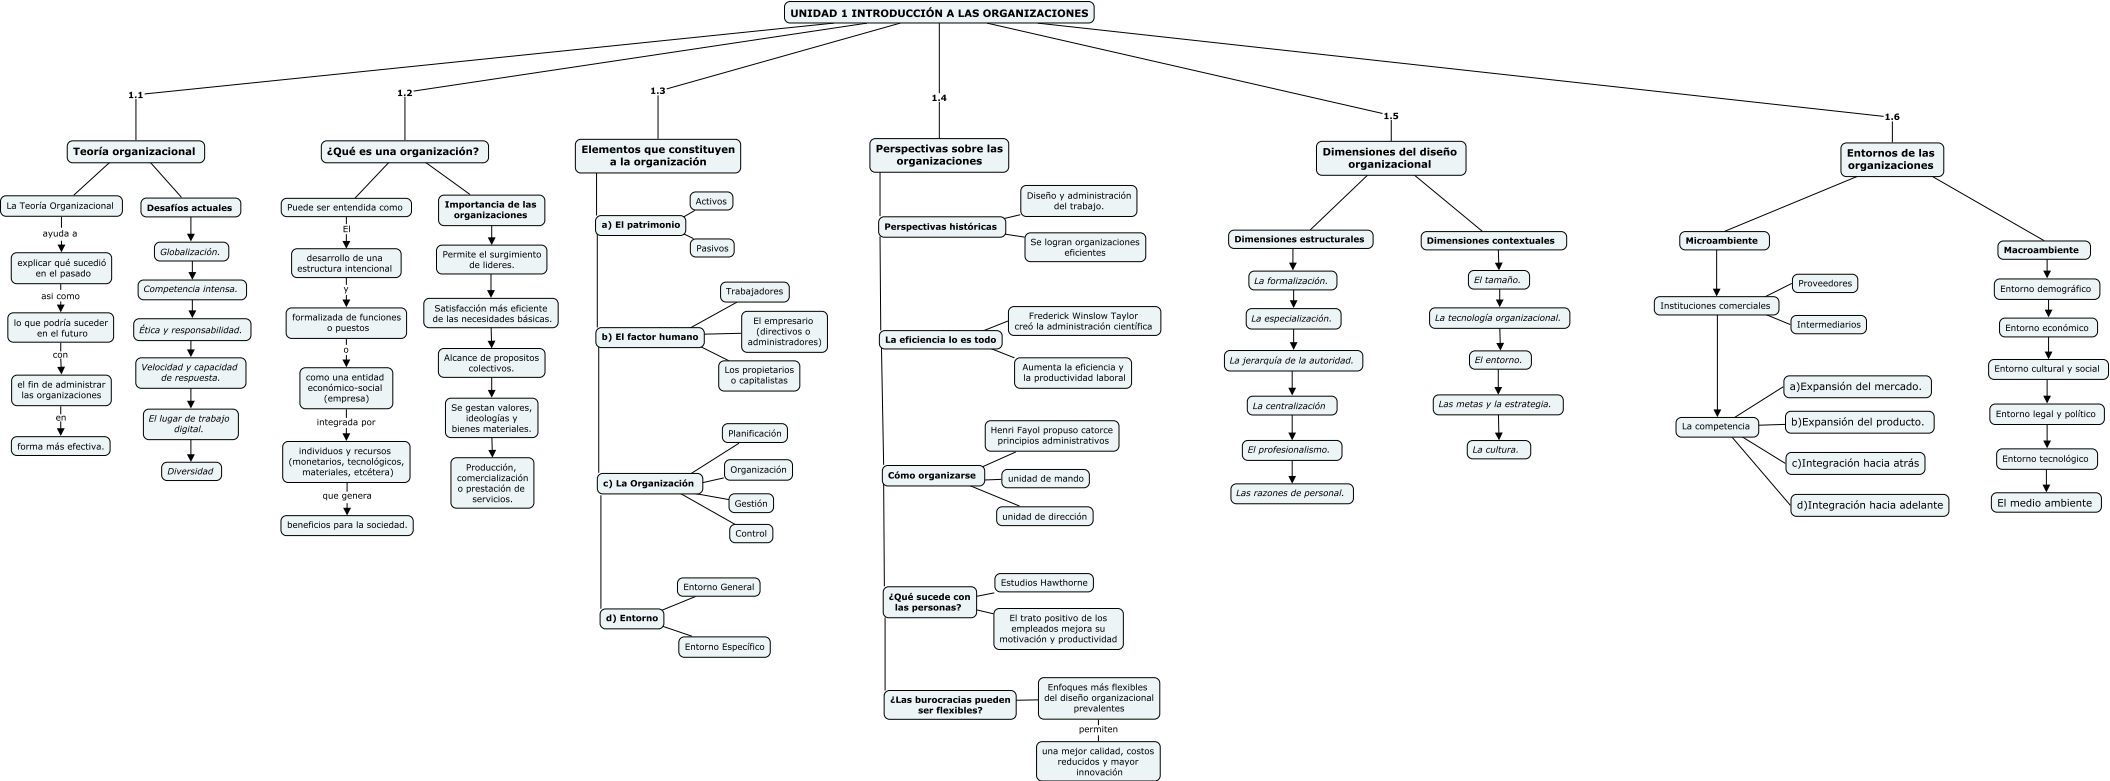 UNIDAD 1 INTRODUCCIÓN A LAS ORGANIZACIONES
1.1
Teoría organizacional
La Teoría Organizacional
ayuda a
explicar qué sucedió
en el pasado
asi como
lo que podría suceder
en el futuro
con
el fin de administrar
las organizaciones
en
forma más efectiva.
Desafíos actuales
Globalización.
Competencia intensa.
Ética y responsabilidad.
Velocidad y capacidad
de respuesta.
El lugar de trabajo
digital.
Diversidad
1.2
¿Qué es una organización?
Puede ser entendida como
El
desarrollo de una
estructura intencional
y
formalizada de funciones
o puestos
o
como una entidad
económico-social
(empresa)
integrada por
individuos y recursos
(monetarios, tecnológicos,
materiales, etcétera)
que genera
beneficios para la sociedad.
Importancia de las
organizaciones
Permite el surgimiento
de lideres.
Satisfacción más eficiente
de las necesidades básicas.
Alcance de propositos
colectivos.
Se gestan valores,
ideologías y
bienes materiales.
Producción,
comercialización
o prestación de
servicios.
1.3
Elementos que constituyen
a la organización
a) El patrimonio
Activos
Pasivos
b) El factor humano
Trabajadores
El empresario
(directivos o
administradores)
Los propietarios
o capitalistas
c) La Organización
Planificación
Organización
Gestión
Control
d) Entorno
Entorno General
Entorno Específico
1.4
Perspectivas sobre las
organizaciones
Perspectivas históricas
Diseño y administración
del trabajo.
Se logran organizaciones
eficientes
La eficiencia lo es todo
Frederick Winslow Taylor
creó la administración científica
Aumenta la eficiencia y
la productividad laboral
Cómo organizarse
Henri Fayol propuso catorce
principios administrativos
unidad de mando
unidad de dirección
¿Qué sucede con
las personas?
Estudios Hawthorne
El trato positivo de los
empleados mejora su
motivación y productividad
¿Las burocracias pueden
ser flexibles?
Enfoques más flexibles
del diseño organizacional
prevalentes
permiten
una mejor calidad, costos
reducidos y mayor
innovación
1.5
Dimensiones del diseño
organizacional
Dimensiones estructurales
La formalización.
La especialización.
La jerarquía de la autoridad.
La centralización
El profesionalismo.
Las razones de personal.
Dimensiones contextuales
El tamaño.
La tecnología organizacional.
El entorno.
Las metas y la estrategia.
La cultura.
1.6
Entornos de las
organizaciones
Microambiente
Instituciones comerciales
Proveedores
Intermediarios
La competencia
a)Expansión del mercado.
b)Expansión del producto.
c)Integración hacia atrás
d)Integración hacia adelante
Macroambiente
Entorno demográfico
Entorno económico
Entorno cultural y social
Entorno legal y político
Entorno tecnológico
El medio ambiente